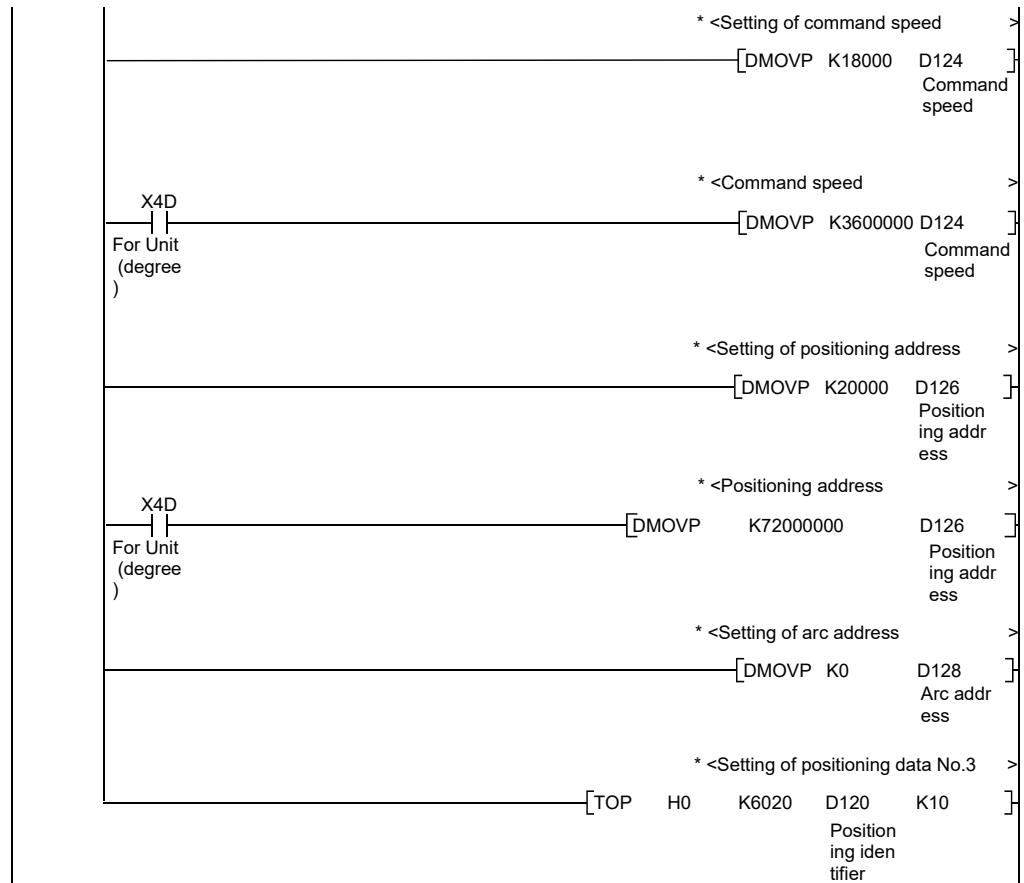 * <Setting of command speed >
DMOVP K18000 D124
Command
speed
* <Command speed >
X4D
DMOVP K3600000 D124
For Unit
(degree
)
Command
speed
* <Setting of positioning address >
DMOVP K20000 D126
Position
ing addr
ess
* <Positioning address >
X4D
DMOVP K72000000 D126
For Unit
(degree
)
Position
ing addr
ess
* <Setting of arc address >
DMOVP K0 D128
Arc addr
ess
* <Setting of positioning data No.3 >
TOP H0 K6020 D120 K10
Position
ing iden
tifier